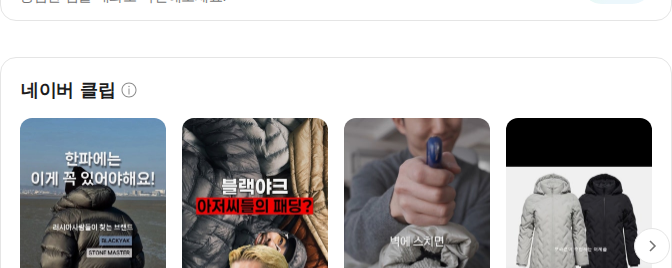 네이버 클립
한파에는
이게 꼭 있어야해요!
러시아사람들이 찾는 브랜드
BLACKYAK
STONE MASTER
블랙야크
아저씨들의 패딩?
벽에 스치면